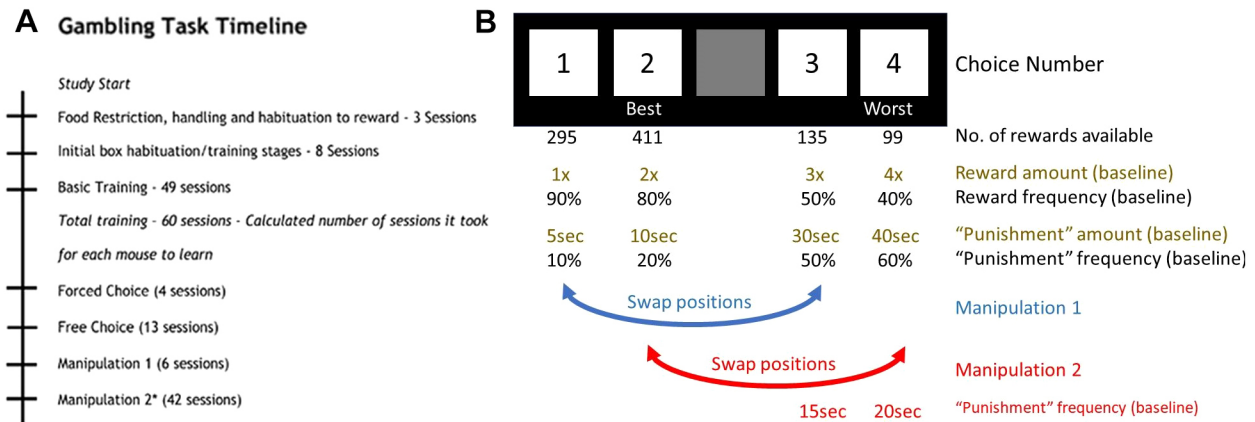 A Gambling Task Timeline
Study Start
Food Restriction, handling and habituation to reward - 3 Sessions
Initial box habituation/training stages - 8 Sessions
Basic Training - 49 sessions
Total training - 60 sessions - Calculated number of sessions it took
for each mouse to learn
Forced Choice (4 sessions)
Free Choice (13 sessions)
Manipulation 1 (6 sessions)
Manipulation 2* (42 sessions)
B
1 2 3 4 Choice Number
Best Worst
295 411 135 99 No. of rewards available
1x 2x 3x 4x Reward amount (baseline)
90% 80% 50% 40% Reward frequency (baseline)
5sec 10sec 30sec 40sec “Punishment” amount (baseline)
10% 20% 50% 60% “Punishment” frequency (baseline)
Swap positions Manipulation 1
Swap positions Manipulation 2
15sec 20sec “Punishment” frequency (baseline)